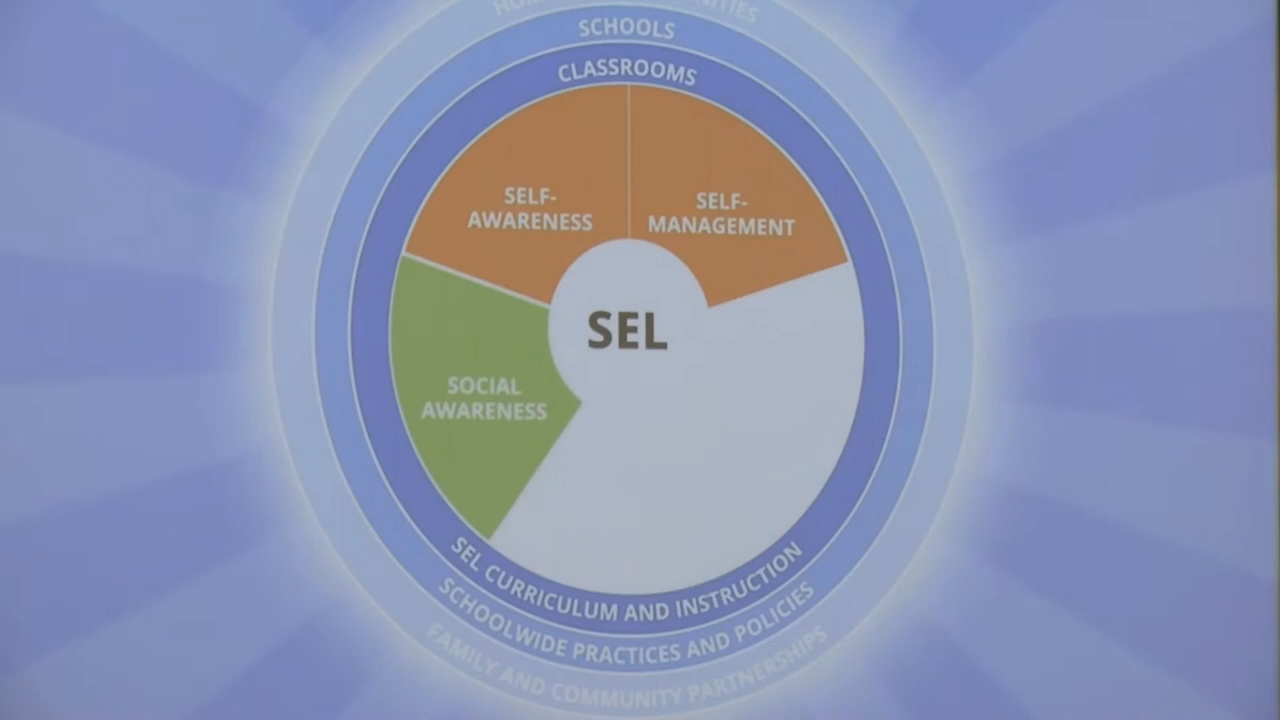 SCHOOLS
CLASSROOMS
SELF-
AWARENESS
SELF-
MANAGEMENT
SEL
SOCIAL
AWARENESS
SEL CURRICULUM AND INSTRUCTION
SCHOOLWIDE PRACTICES AND POLICIES
FAMILY AND COMMUNITY PARTNERSHIPS